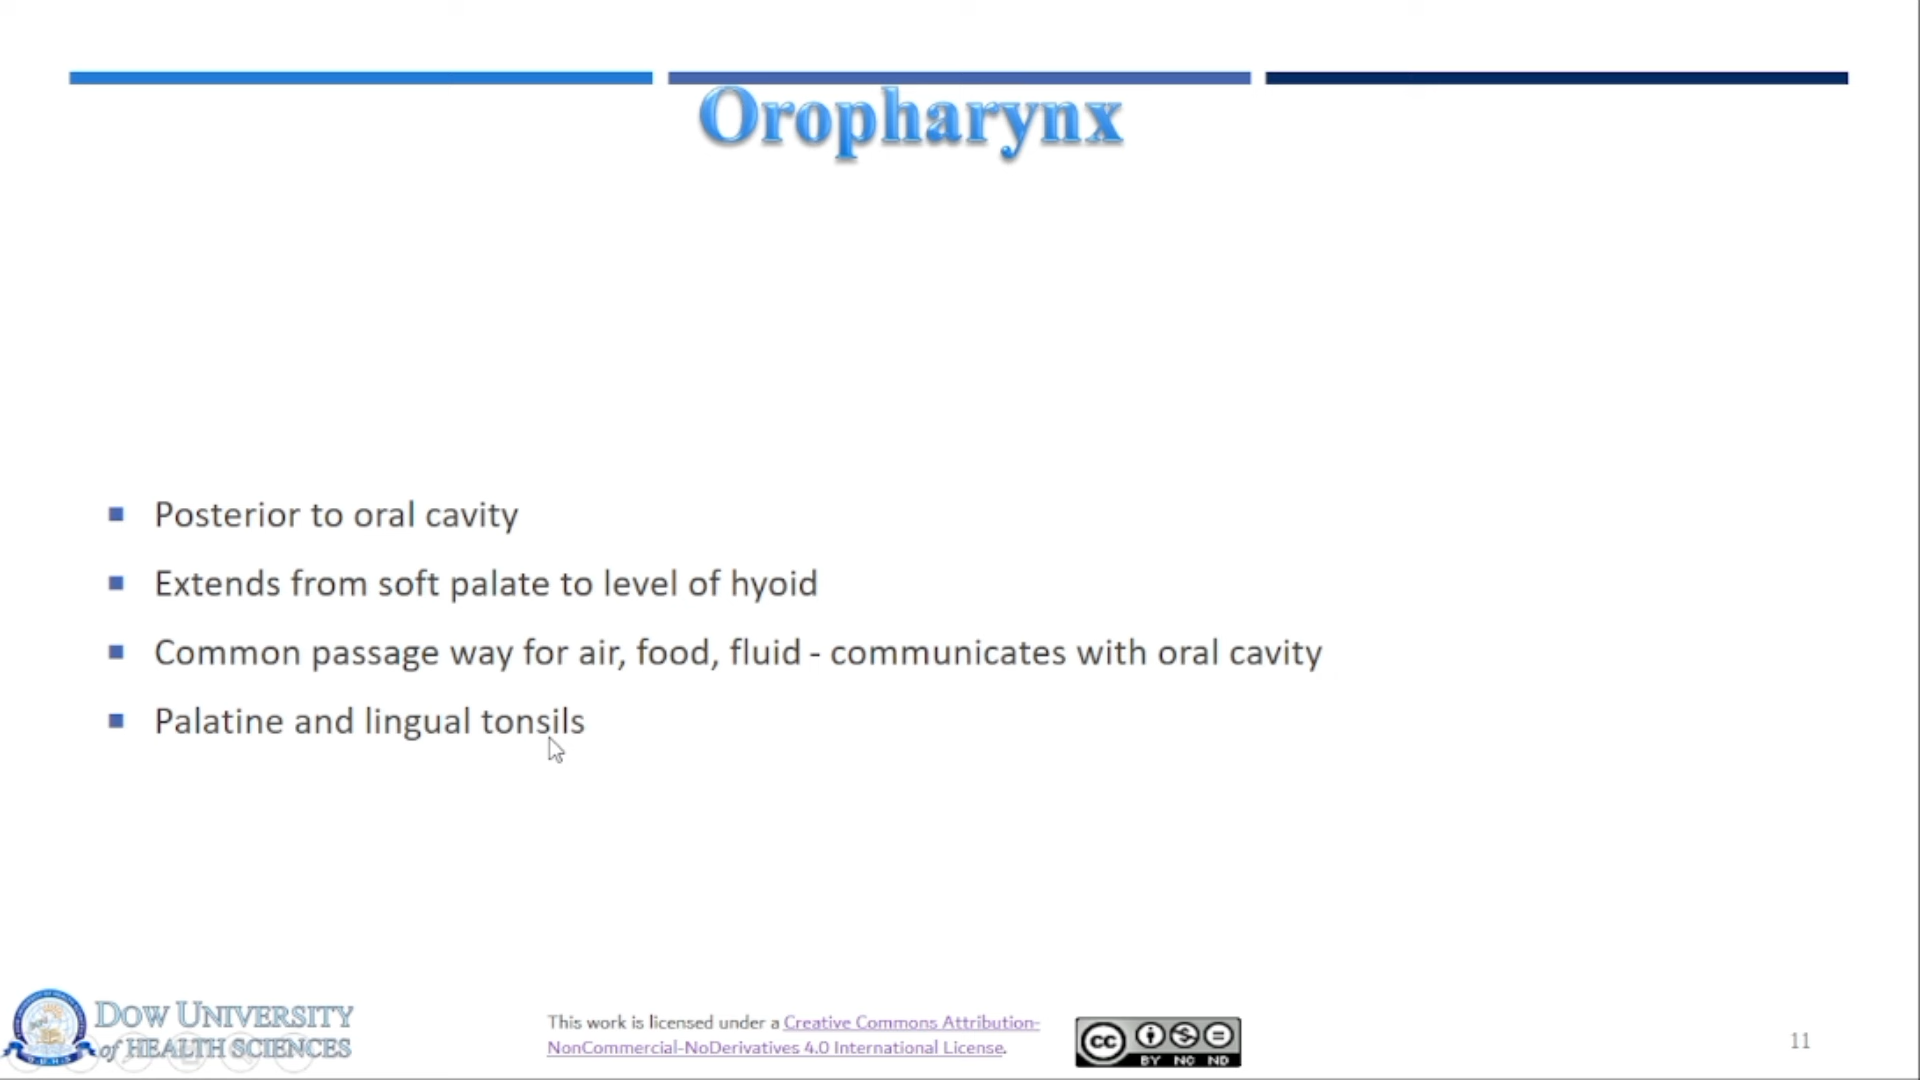 Oropharynx
Posterior to oral cavity
Extends from soft palate to level of hyoid
Common passage way for air, food, fluid - communicates with oral cavity
Palatine and lingual tonsils
DOW UNIVERSITY
of HEALTH SCIENCES
This work is licensed under a Creative Commons Attribution-
NonCommercial-NoDerivatives 4.0 International License.
cc
BY NC ND
11